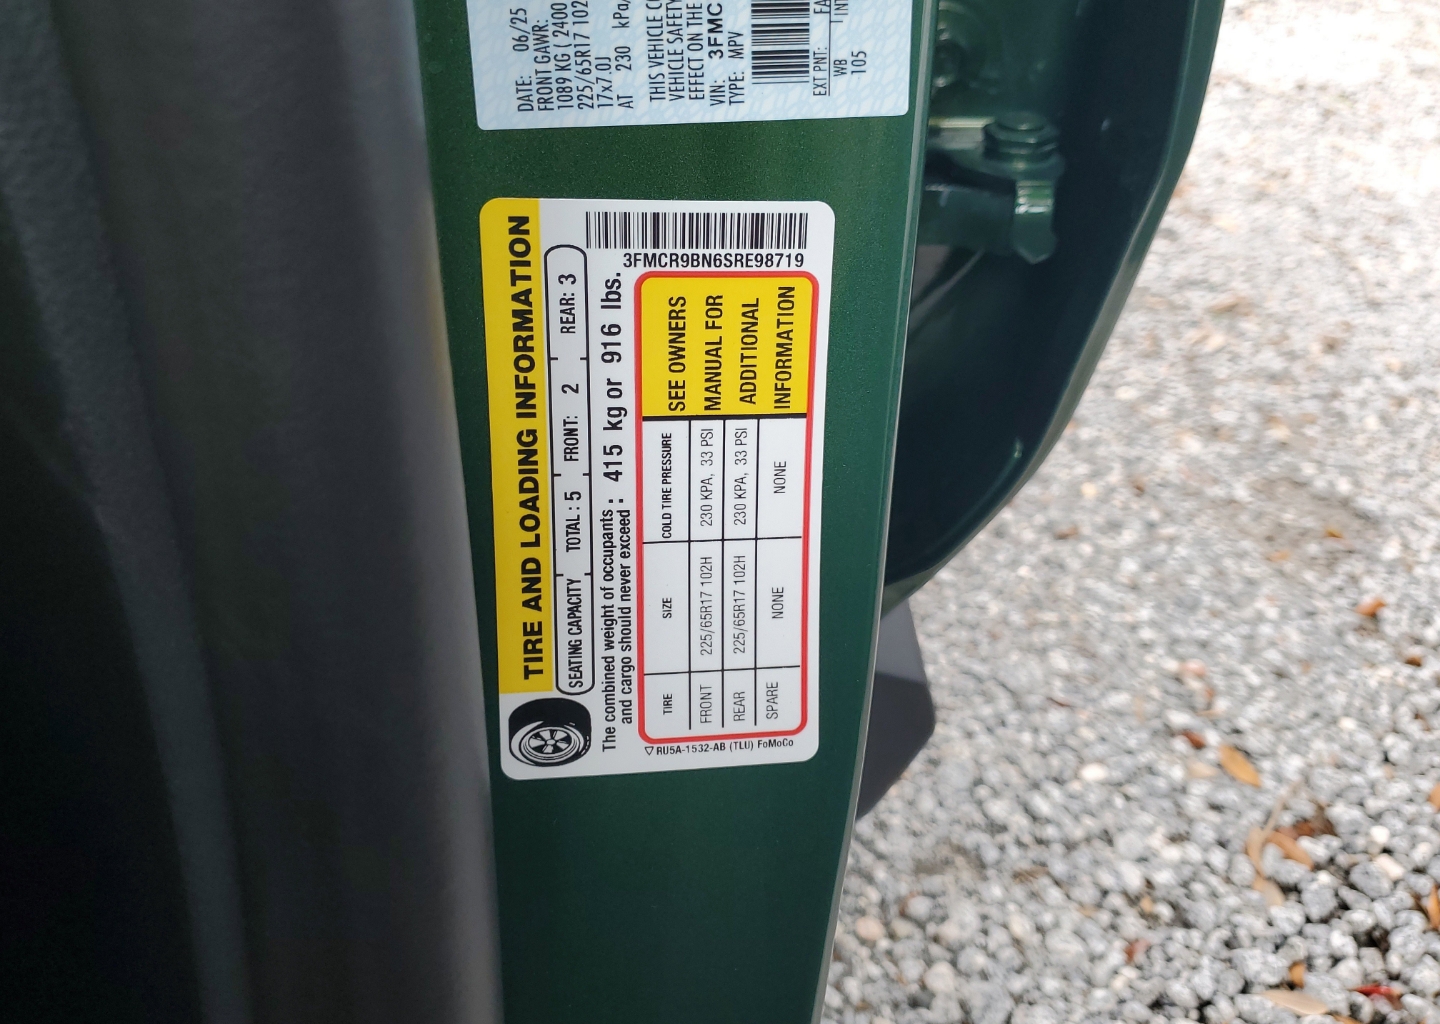 DATE: 06/25
FRONT GAWR:
1089 KG ( 2400
225/65R17 102
17x7.0J
AT 230 kPa/
THIS VEHICLE
VEHICLE SAFETY
EFFECT ON THE
VIN: 3FMC
TYPE: MPV
EXT PNT:
WB
105
TIRE AND LOADING INFORMATION
SEATING CAPACITY TOTAL : 5 FRONT: 2 REAR: 3
The combined weight of occupants
and cargo should never exceed : 415 kg or 916 lbs.
3FMCR9BN6SRE98719
TIRE SIZE COLD TIRE PRESSURE
FRONT 225/65R17 102H 230 KPA, 33 PSI
REAR 225/65R17 102H 230 KPA, 33 PSI
SPARE NONE NONE
SEE OWNERS
MANUAL FOR
ADDITIONAL
INFORMATION
RU5A-1532-AB (TLU) FoMoCo